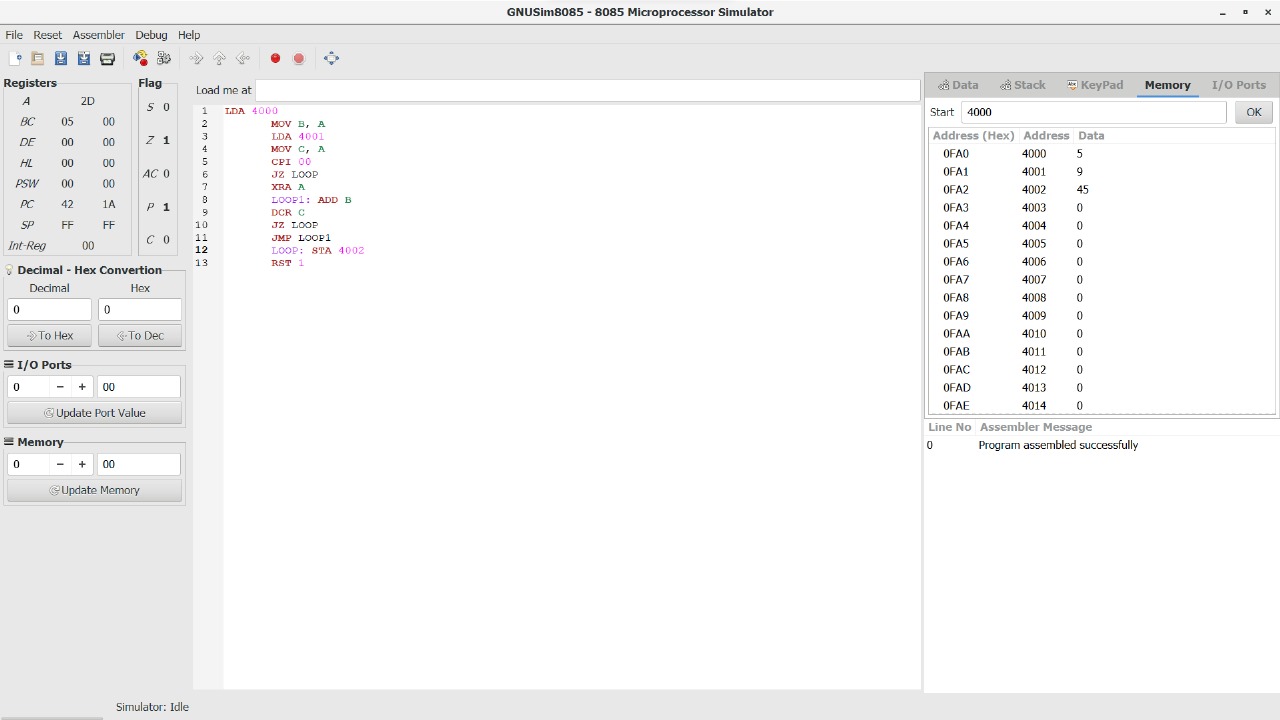 GNUSim8085 - 8085 Microprocessor Simulator
File Reset Assembler Debug Help
Registers
A 2D
BC 05 00
DE 00 00
HL 00 00
PSW 00 00
PC 42 1A
SP FF FF
Int-Reg 00
Flag
S 0
Z 1
AC 0
P 1
C 0
Decimal - Hex Convertion
Decimal Hex
0 0
To Hex To Dec
I/O Ports
0 − + 00
Update Port Value
Memory
0 − + 00
Update Memory
Load me at
1 LDA 4000
2 MOV B, A
3 LDA 4001
4 MOV C, A
5 CPI 00
6 JZ LOOP
7 XRA A
8 LOOP1: ADD B
9 DCR C
10 JZ LOOP
11 JMP LOOP1
12 LOOP: STA 4002
13 RST 1
Data Stack KeyPad Memory I/O Ports
Start 4000 OK
Address (Hex) Address Data
0FA0 4000 5
0FA1 4001 9
0FA2 4002 45
0FA3 4003 0
0FA4 4004 0
0FA5 4005 0
0FA6 4006 0
0FA7 4007 0
0FA8 4008 0
0FA9 4009 0
0FAA 4010 0
0FAB 4011 0
0FAC 4012 0
0FAD 4013 0
0FAE 4014 0
Line No Assembler Message
0 Program assembled successfully
Simulator: Idle